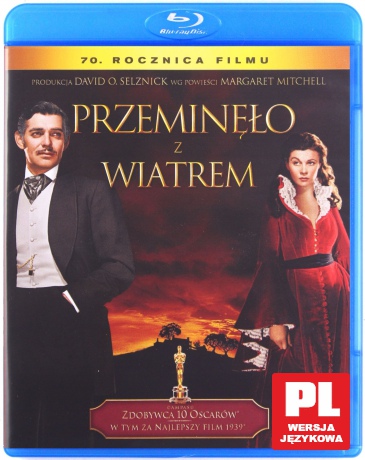 Blu-ray Disc
70. ROCZNICA FILMU
PRODUKCJA DAVID O. SELZNICK WG POWIEŚCI MARGARET MITCHELL
PRZEMINĘŁO
Z
WIATREM
ZDOBYWCA 10 OSCARÓW®
W TYM ZA NAJLEPSZY FILM 1939®
PL
WERSJA
JĘZYKOWA